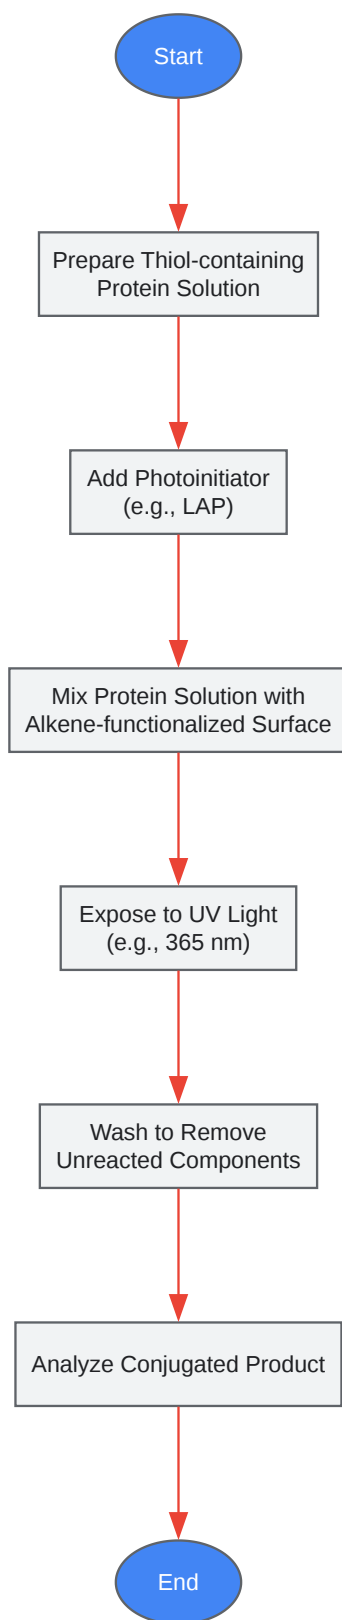 Start
Prepare Thiol-containing
Protein Solution
Add Photoinitiator
(e.g., LAP)
Mix Protein Solution with
Alkene-functionalized Surface
Expose to UV Light
(e.g., 365 nm)
Wash to Remove
Unreacted Components
Analyze Conjugated Product
End